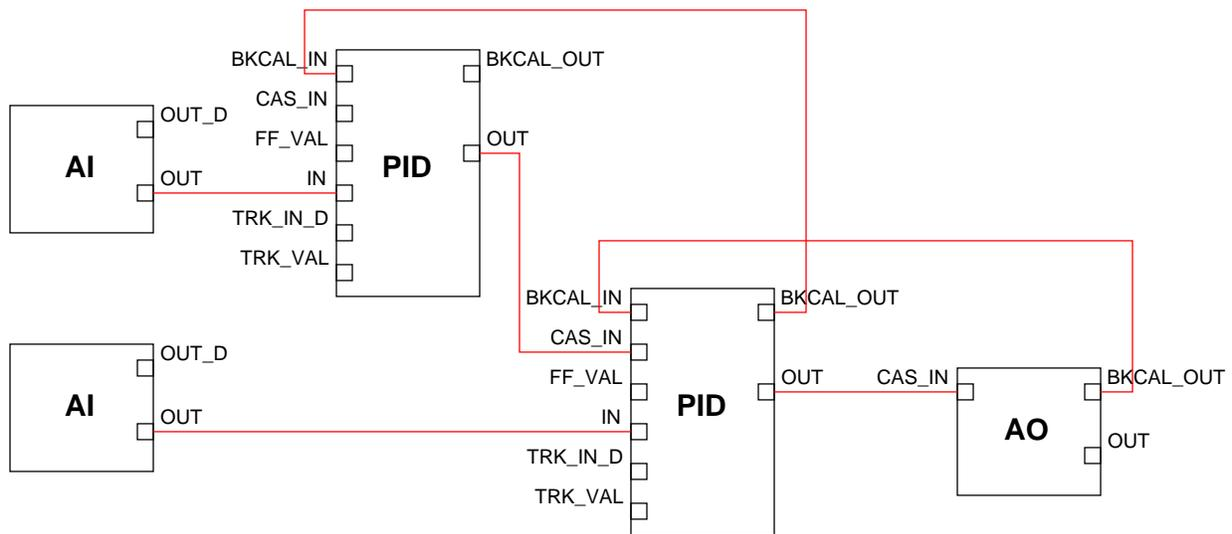 BKCAL_IN
BKCAL_OUT
CAS_IN
FF_VAL
OUT
IN
TRK_IN_D
TRK_VAL
PID
OUT_D
OUT
AI
BKCAL_IN
BKCAL_OUT
CAS_IN
FF_VAL
OUT
IN
TRK_IN_D
TRK_VAL
PID
OUT_D
OUT
AI
CAS_IN
BKCAL_OUT
OUT
AO